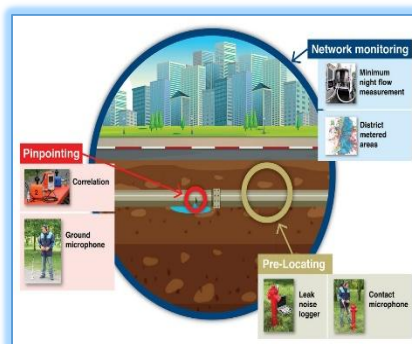 Network monitoring
Minimum
night flow
measurement
District
metered
areas
Pinpointing
Correlation
Ground
microphone
Pre-Locating
Leak
noise
logger
Contact
microphone